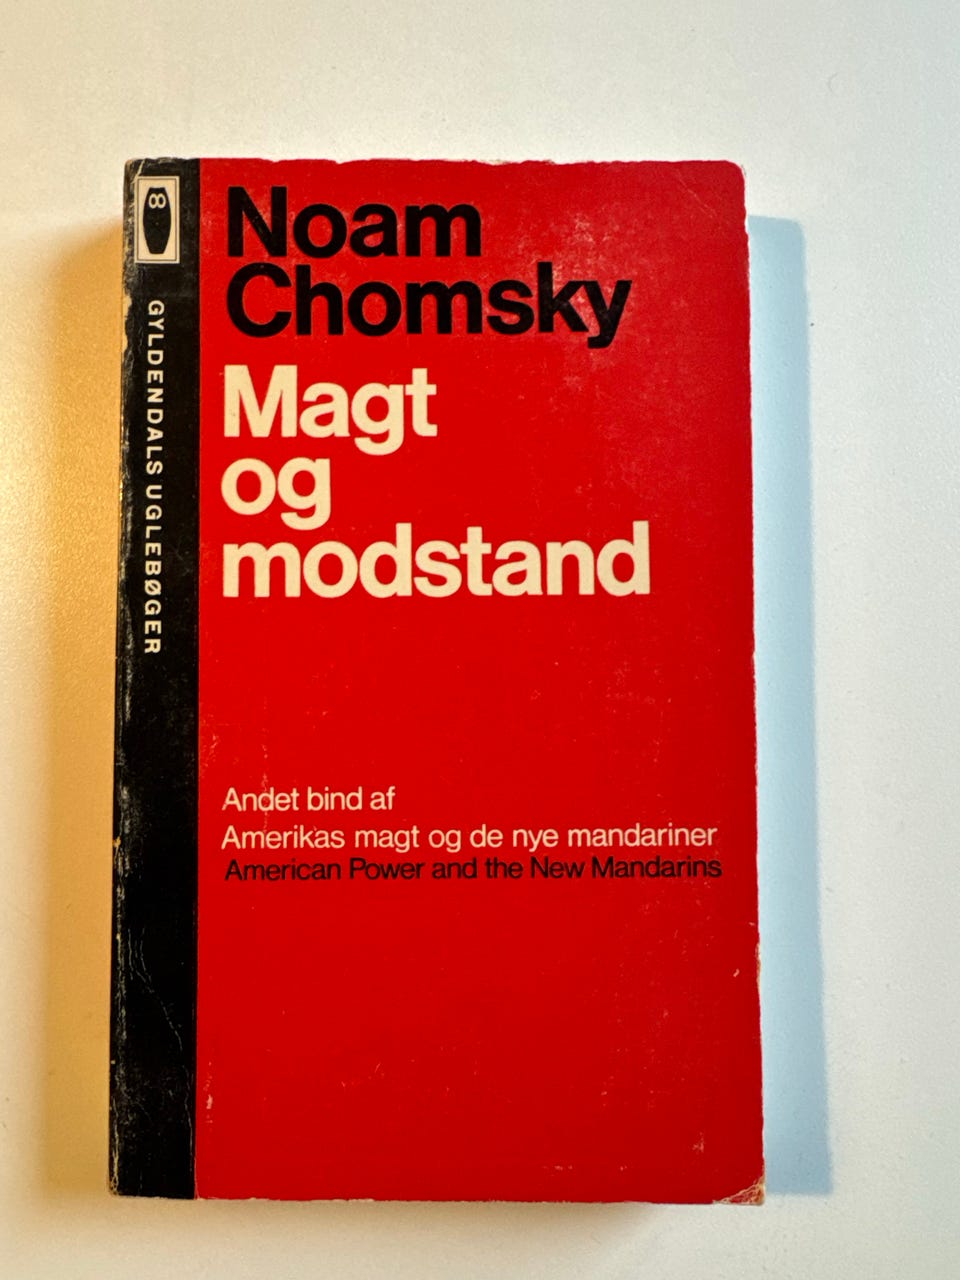 GYLDENDALS UGLEBØGER
Noam
Chomsky
Magt
og
modstand
Andet bind af
Amerikas magt og de nye mandariner
American Power and the New Mandarins